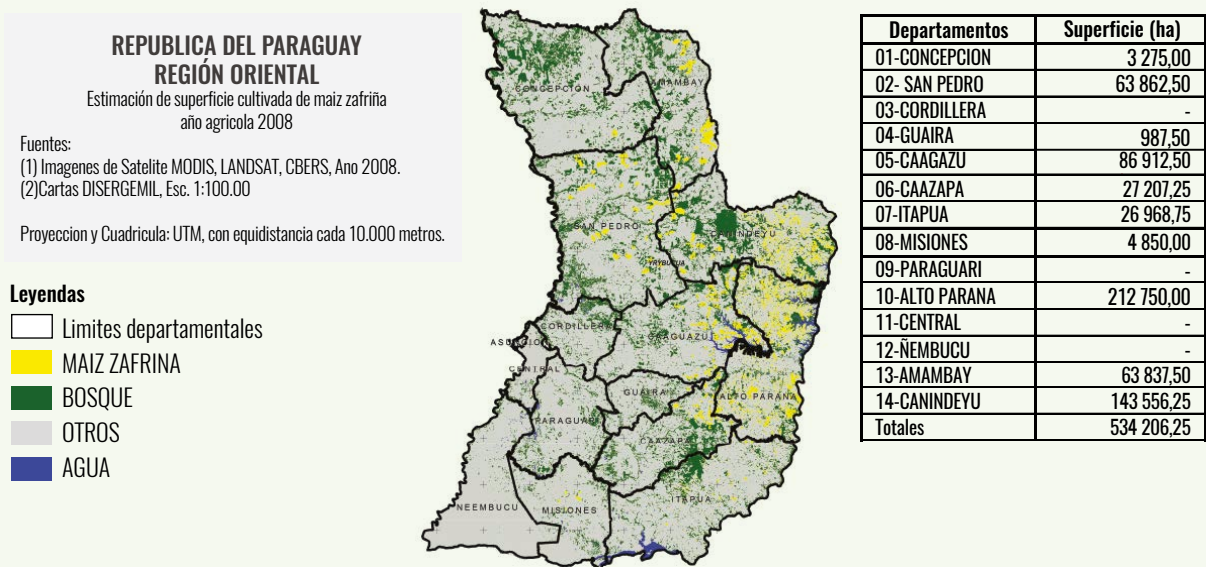 REPUBLICA DEL PARAGUAY
REGIÓN ORIENTAL
Estimación de superficie cultivada de maiz zafriña
año agricola 2008
Fuentes:
(1) Imagenes de Satelite MODIS, LANDSAT, CBERS, Ano 2008.
(2)Cartas DISERGEMIL, Esc. 1:100.00
Proyeccion y Cuadricula: UTM, con equidistancia cada 10.000 metros.
Leyendas
Limites departamentales
MAIZ ZAFRINA
BOSQUE
OTROS
AGUA
CONCEPCION
AMAMBAY
SAN PEDRO
CANINDEYU
YRYBUCUA
CORDILLERA
CAAGUAZU
ASUNCION
CENTRAL
GUAIRA
ALTO PARANA
PARAGUARI
CAAZAPA
ITAPUA
NEEMBUCU
MISIONES
Departamentos Superficie (ha)
01-CONCEPCION 3 275,00
02- SAN PEDRO 63 862,50
03-CORDILLERA -
04-GUAIRA 987,50
05-CAAGAZU 86 912,50
06-CAAZAPA 27 207,25
07-ITAPUA 26 968,75
08-MISIONES 4 850,00
09-PARAGUARI -
10-ALTO PARANA 212 750,00
11-CENTRAL -
12-ÑEMBUCU -
13-AMAMBAY 63 837,50
14-CANINDEYU 143 556,25
Totales 534 206,25